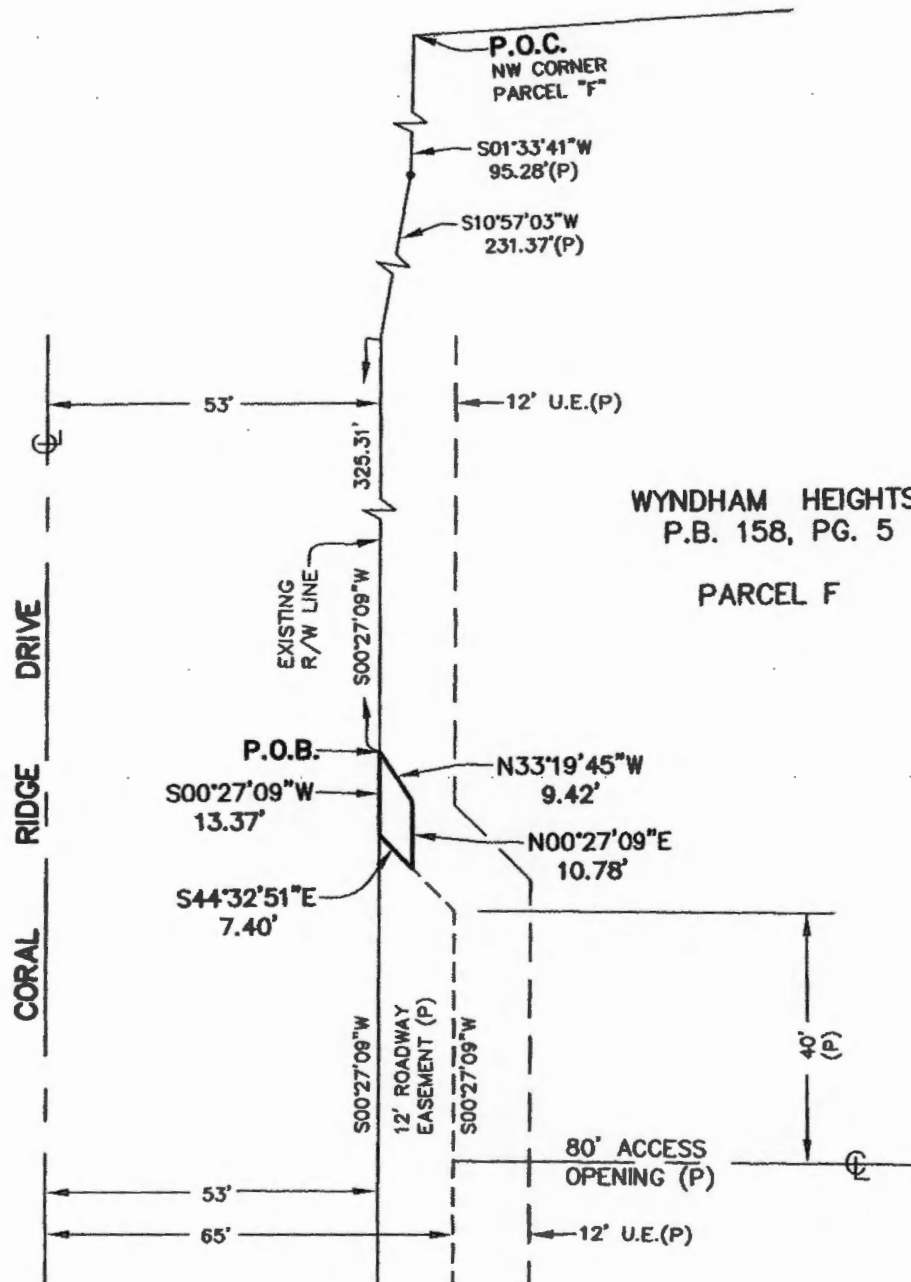 P.O.C.
NW CORNER
PARCEL "F"
S01°33'41"W
95.28'(P)
S10°57'03"W
231.37'(P)
53'
12' U.E.(P)
℄
325.31'
WYNDHAM HEIGHTS
P.B. 158, PG. 5
PARCEL F
EXISTING
R/W LINE
S00°27'09"W
CORAL RIDGE DRIVE
P.O.B.
N33°19'45"W
9.42'
S00°27'09"W
13.37'
N00°27'09"E
10.78'
S44°32'51"E
7.40'
S00°27'09"W
12' ROADWAY
EASEMENT (P)
S00°27'09"W
40'
(P)
80' ACCESS
OPENING (P)
℄
53'
65'
12' U.E.(P)